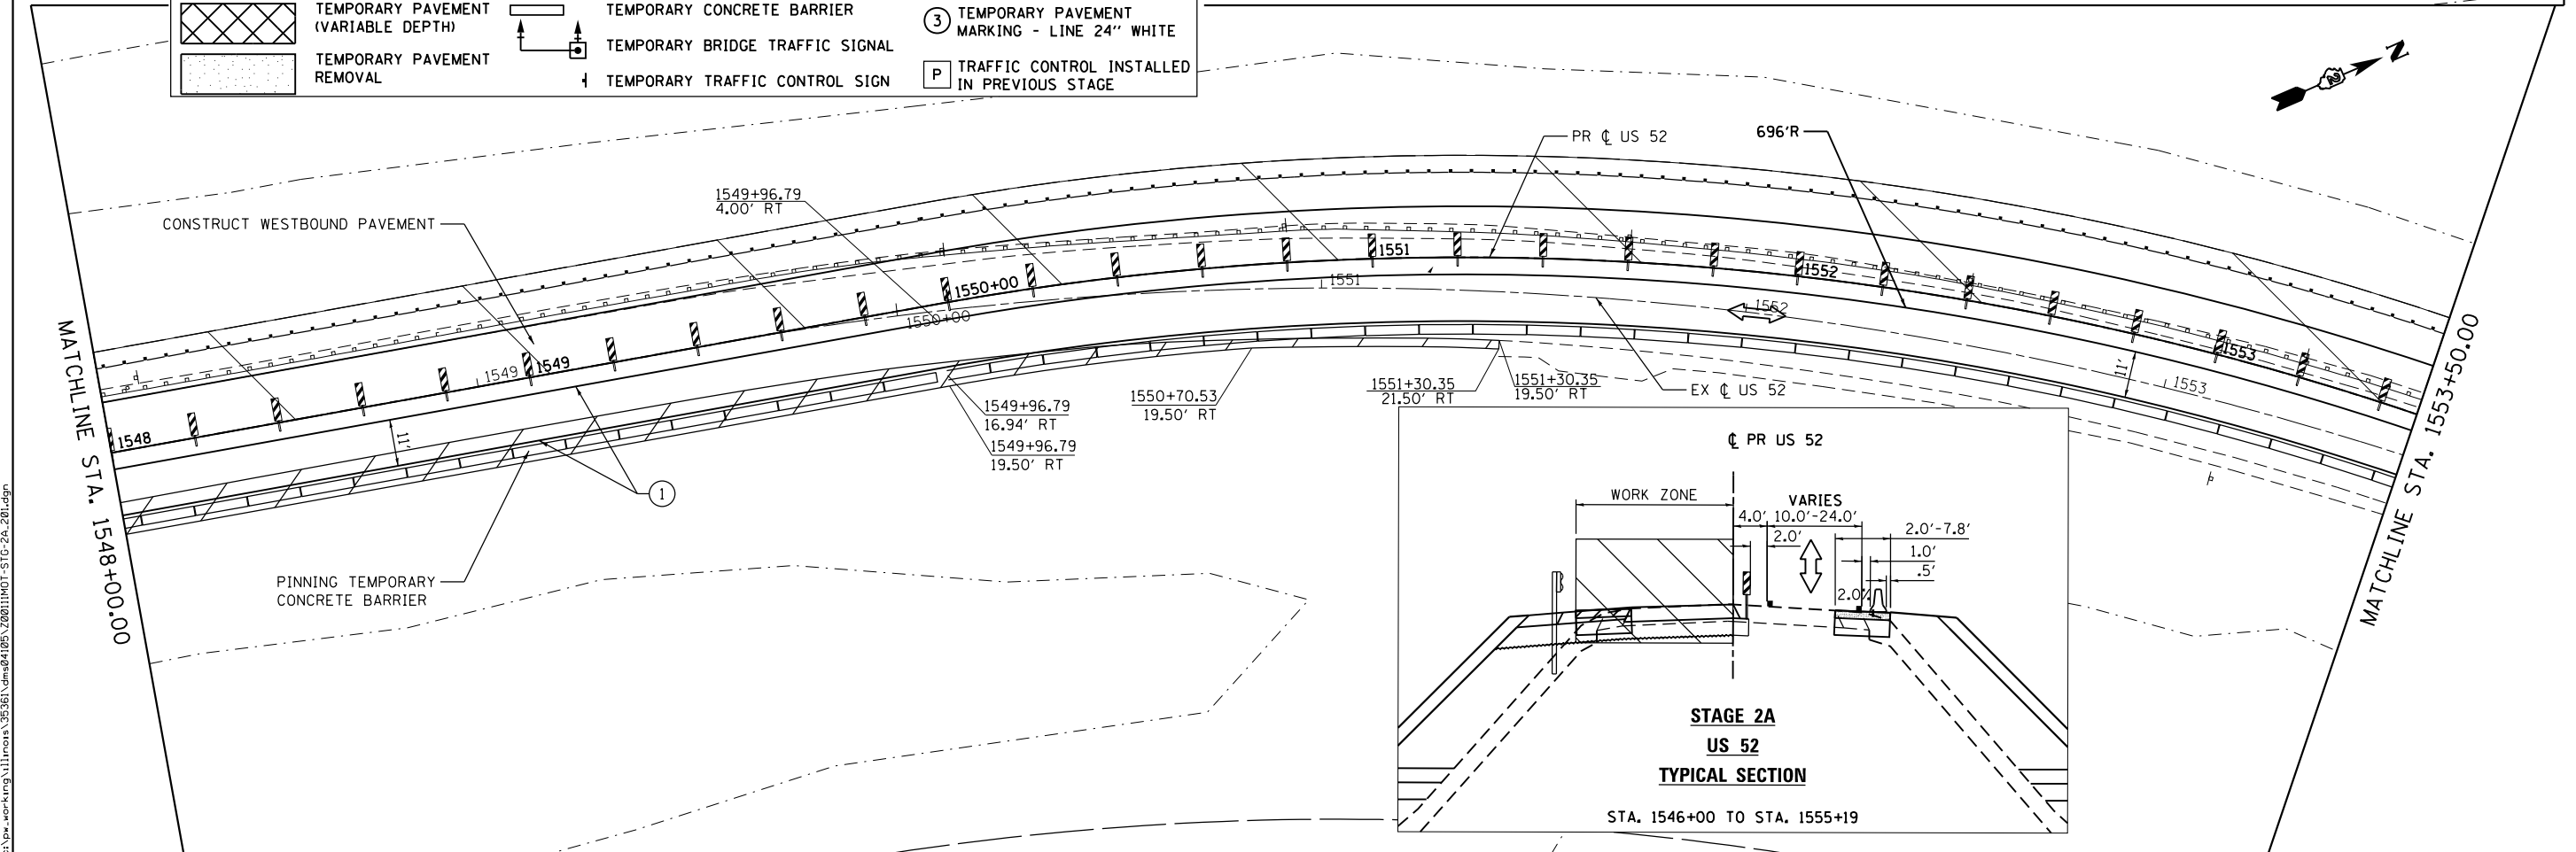 TEMPORARY PAVEMENT
(VARIABLE DEPTH)
TEMPORARY PAVEMENT
REMOVAL
TEMPORARY CONCRETE BARRIER
TEMPORARY BRIDGE TRAFFIC SIGNAL
TEMPORARY TRAFFIC CONTROL SIGN
3 TEMPORARY PAVEMENT
MARKING - LINE 24" WHITE
P TRAFFIC CONTROL INSTALLED
IN PREVIOUS STAGE
N
PR ℄ US 52
696'R
1549+96.79
4.00' RT
CONSTRUCT WESTBOUND PAVEMENT
1548
1549
1549
1550+00
1550+00
1551
1551
1552
1552
1553
1553
11'
11'
MATCHLINE STA. 1548+00.00
MATCHLINE STA. 1553+50.00
1549+96.79
16.94' RT
1549+96.79
19.50' RT
1550+70.53
19.50' RT
1551+30.35
21.50' RT
1551+30.35
19.50' RT
EX ℄ US 52
1
PINNING TEMPORARY
CONCRETE BARRIER
℄ PR US 52
WORK ZONE
VARIES
4.0' 10.0'-24.0'
2.0'
2.0'-7.8'
1.0'
.5'
2.0%
STAGE 2A
US 52
TYPICAL SECTION
STA. 1546+00 TO STA. 1555+19